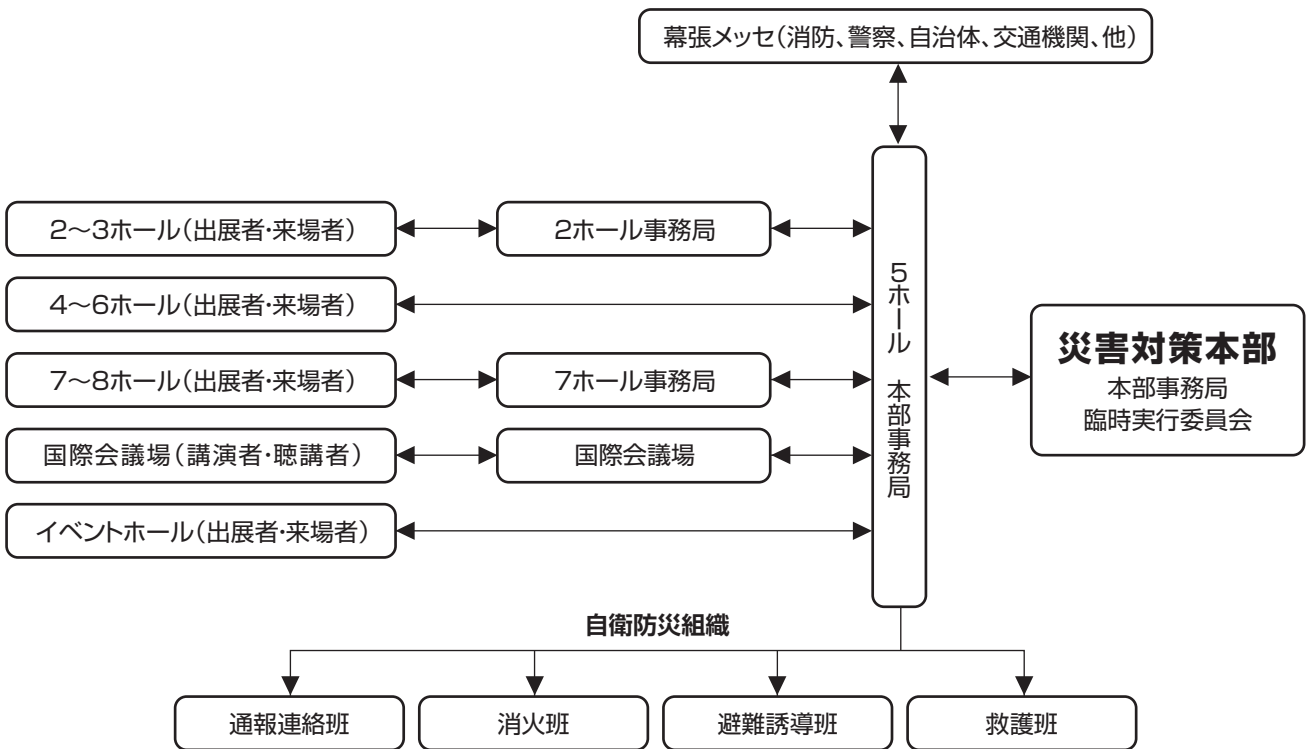 幕張メッセ(消防、警察、自治体、交通機関、他)
2〜3ホール(出展者・来場者)
2ホール事務局
4〜6ホール(出展者・来場者)
7〜8ホール(出展者・来場者)
7ホール事務局
国際会議場(講演者・聴講者)
国際会議場
イベントホール(出展者・来場者)
5ホール 本部事務局
災害対策本部
本部事務局
臨時実行委員会
自衛防災組織
通報連絡班
消火班
避難誘導班
救護班